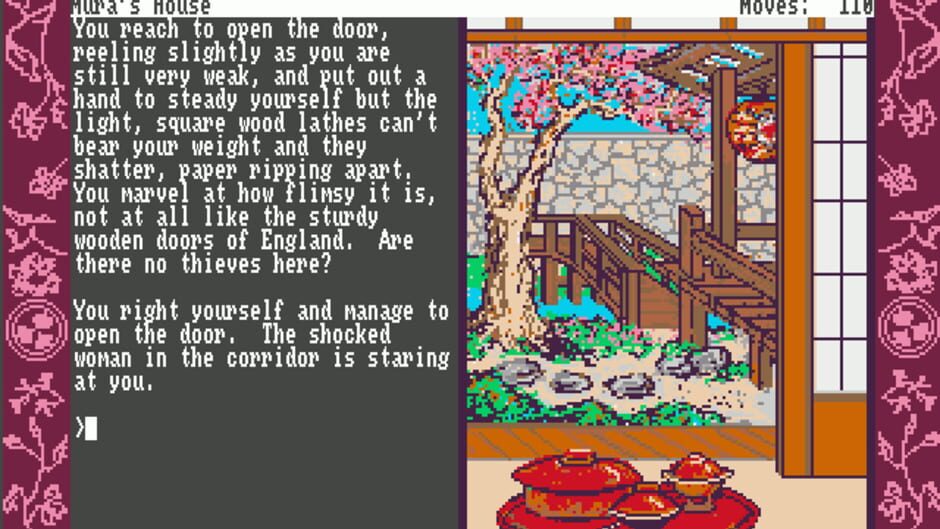 Mura's House
Moves: 110
You reach to open the door,
reeling slightly as you are
still very weak, and put out a
hand to steady yourself but the
light, square wood lathes can't
bear your weight and they
shatter, paper ripping apart.
You marvel at how flimsy it is,
not at all like the sturdy
wooden doors of England. Are
there no thieves here?
You right yourself and manage to
open the door. The shocked
woman in the corridor is staring
at you.
>